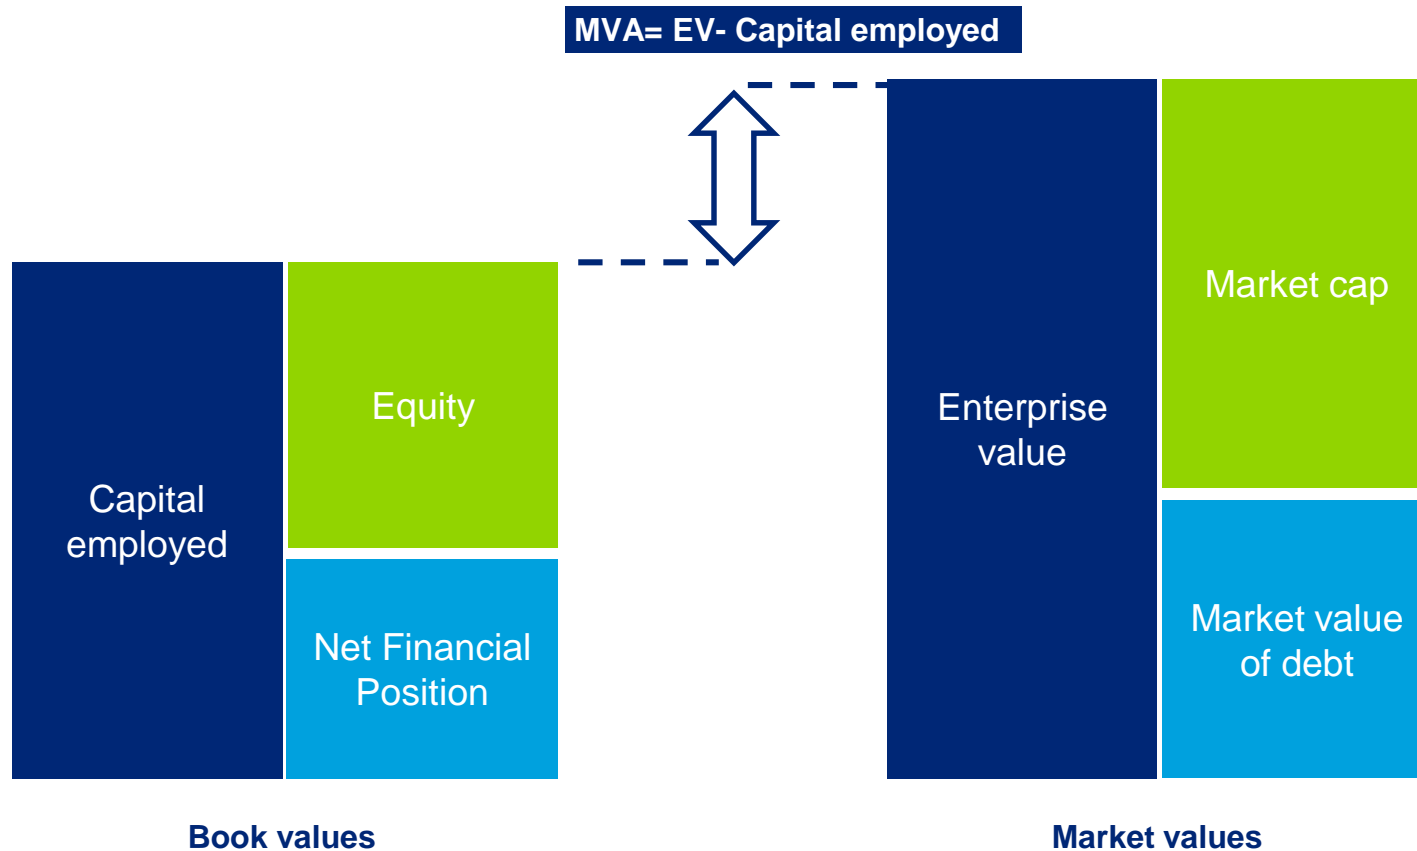 MVA= EV- Capital employed
Market cap
Equity
Enterprise
value
Capital
employed
Net Financial
Position
Market value
of debt
Book values
Market values